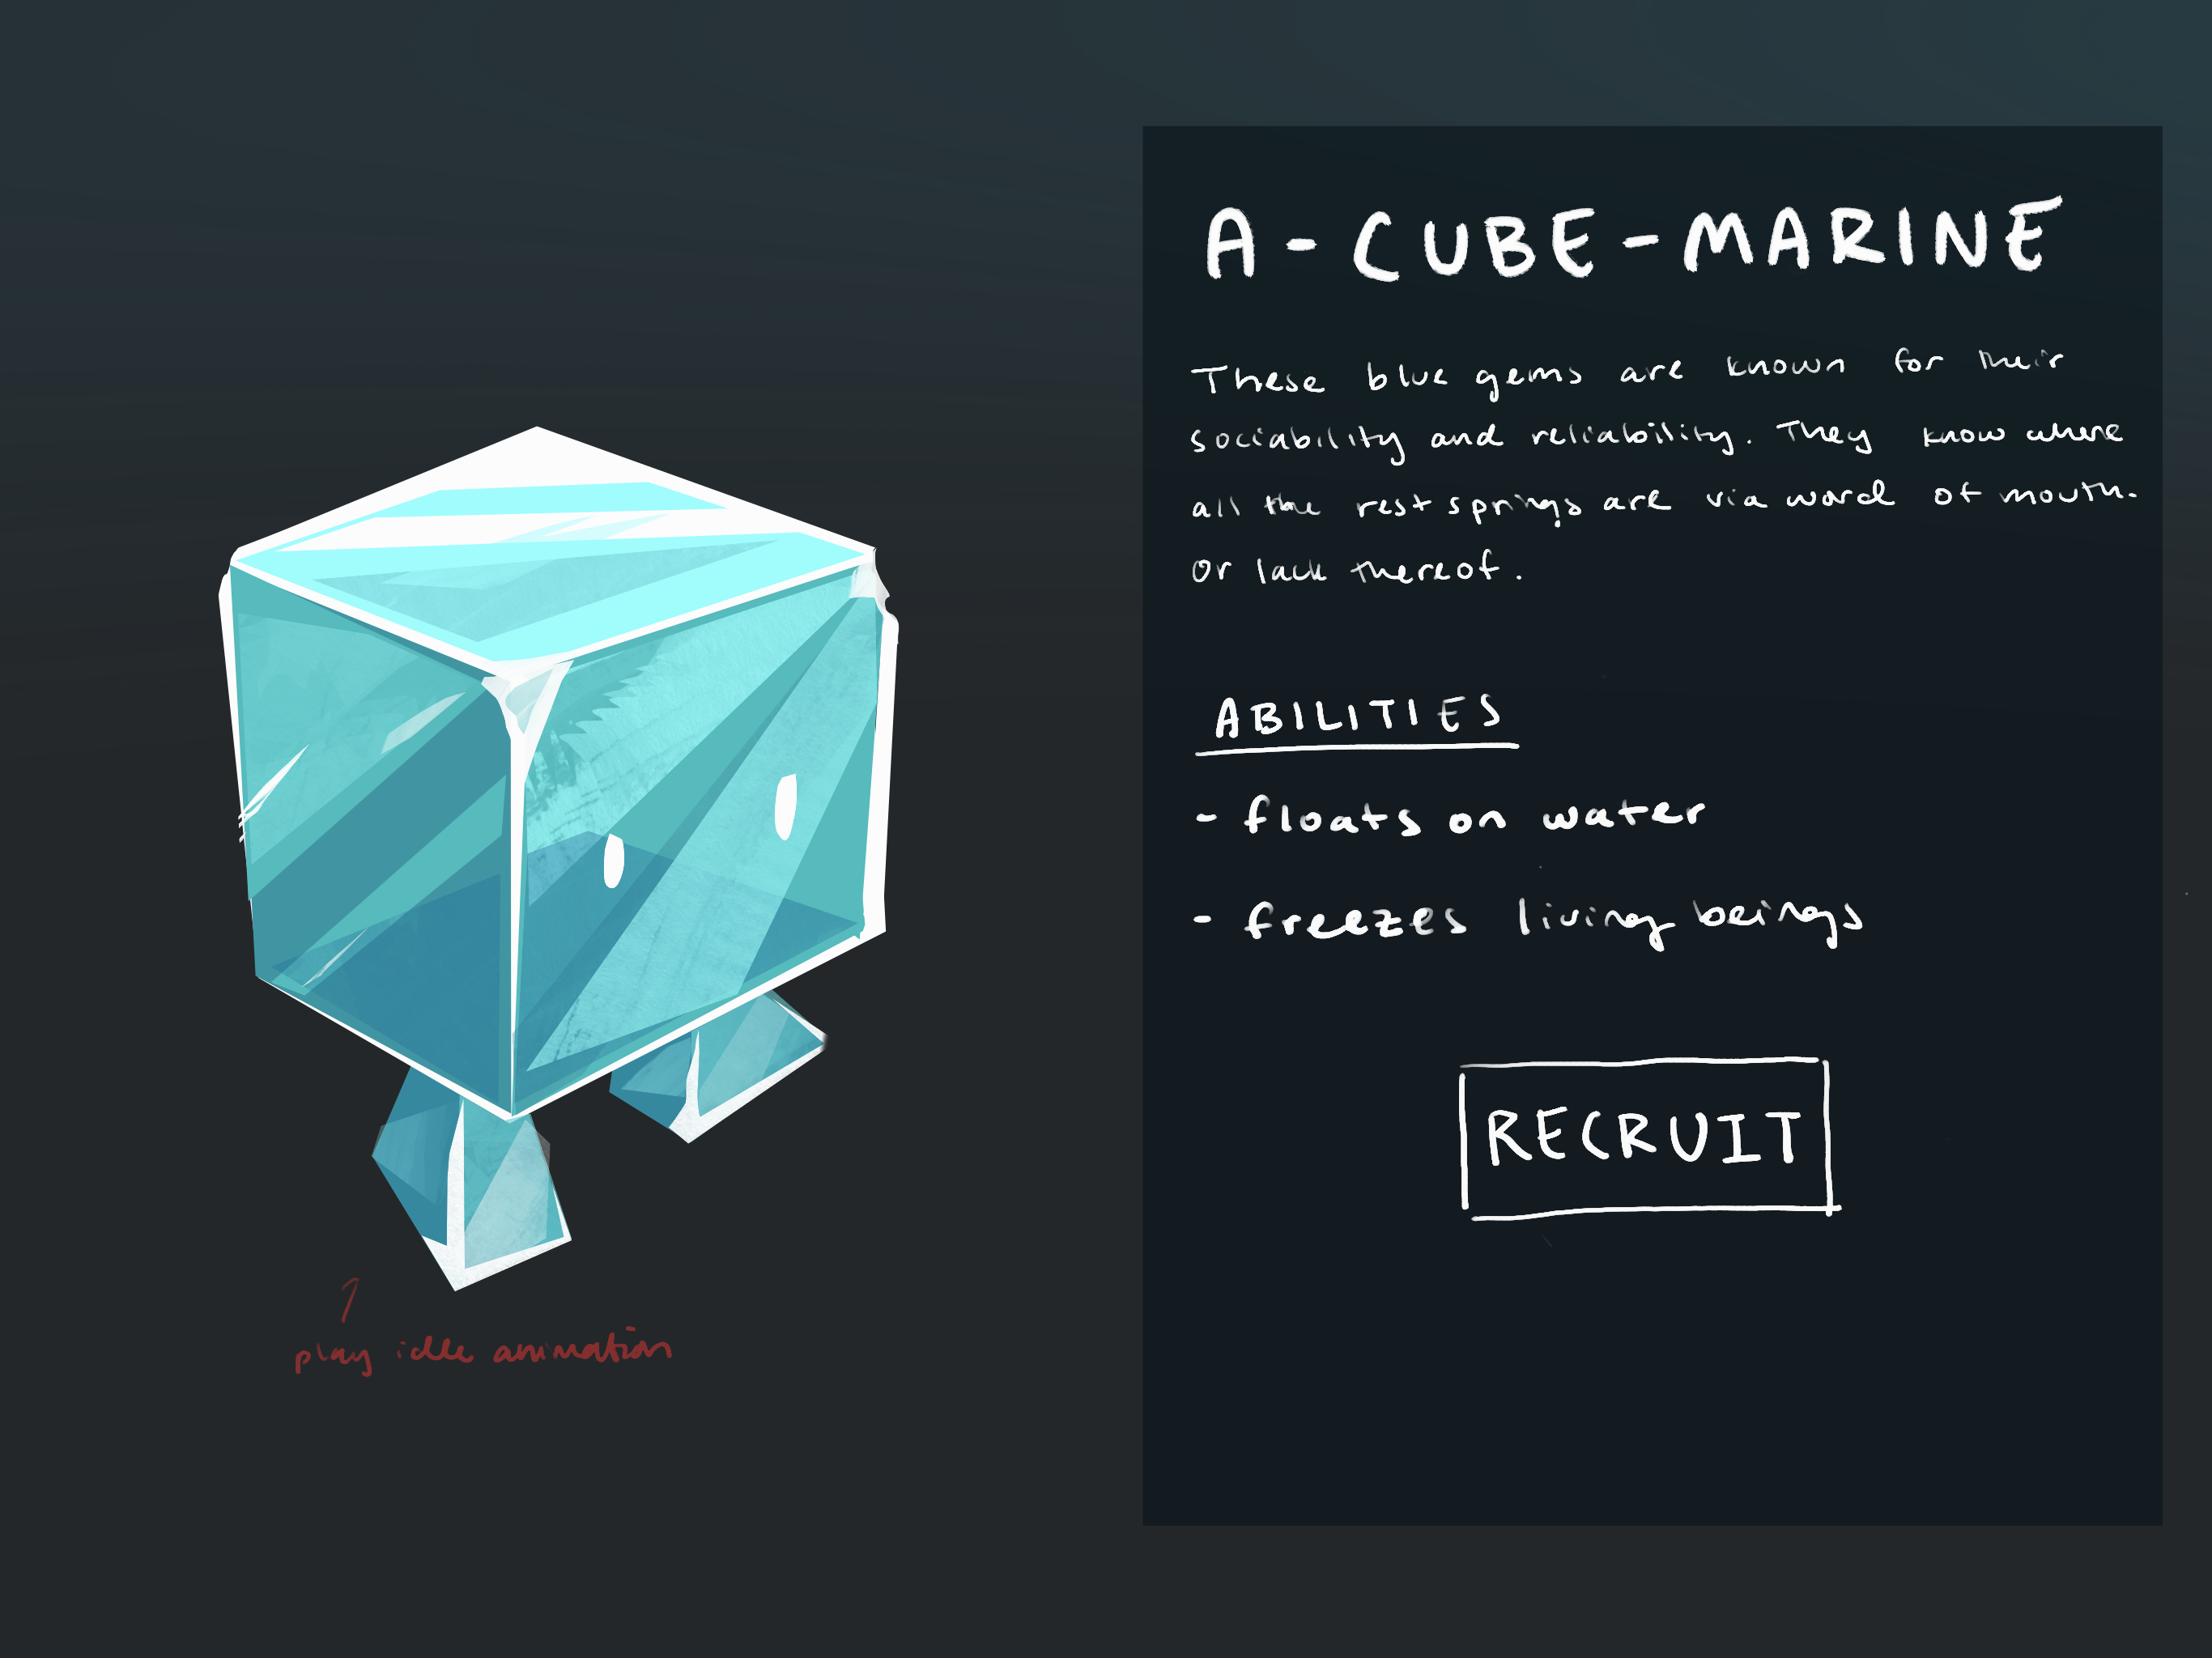 A-CUBE-MARINE
These blue gems are known for their
sociability and reliability. They know where
all the rest springs are via word of mouth.
Or lack thereof.
ABILITIES
- floats on water
- freezes living beings
RECRUIT
play idle animation